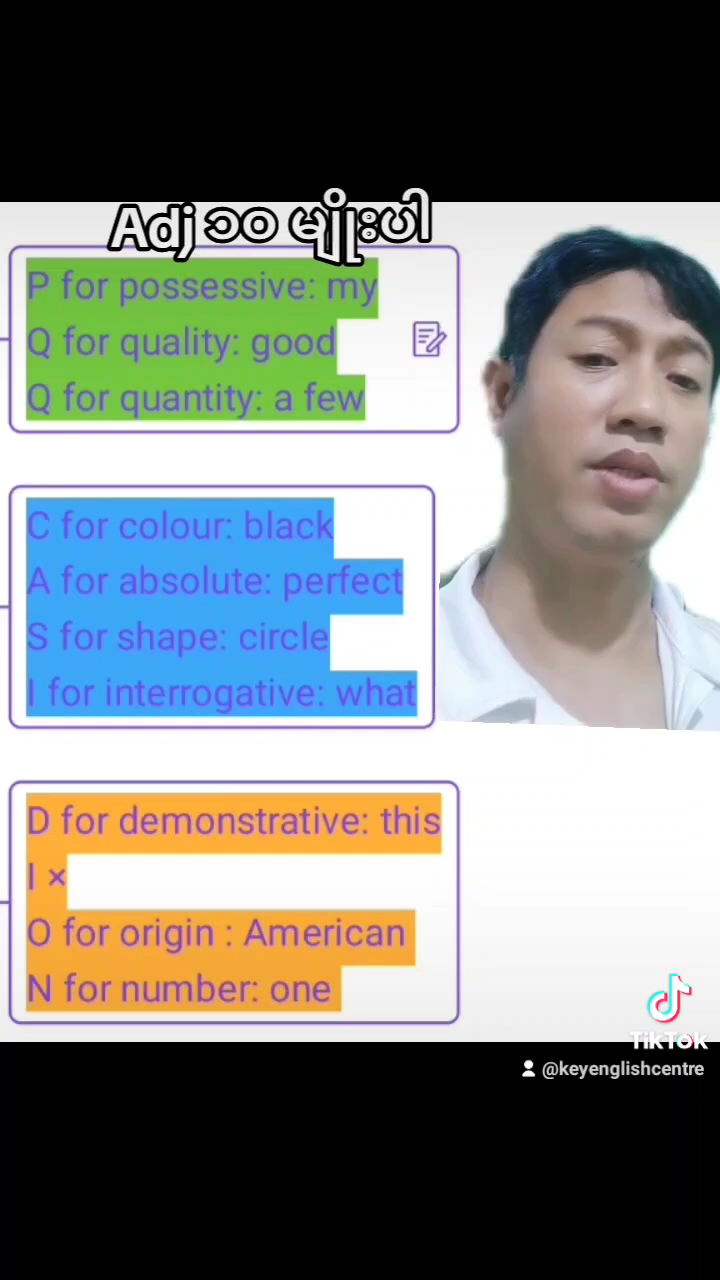 Adj ၁၀ မျိုးပါ
P for possessive: my
Q for quality: good
Q for quantity: a few
C for colour: black
A for absolute: perfect
S for shape: circle
I for interrogative: what
D for demonstrative: this
I ×
O for origin : American
N for number: one
TikTok
@keyenglishcentre